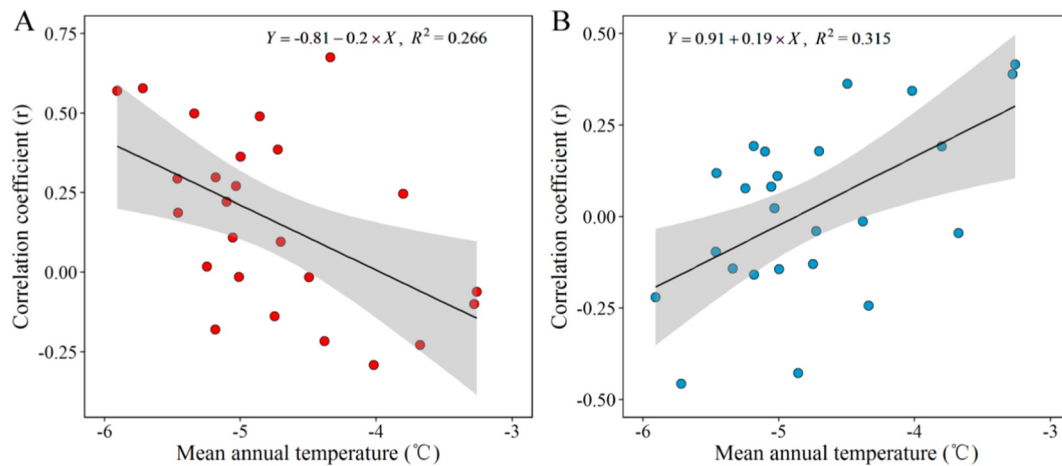 A
Y = -0.81 − 0.2 × X , R² = 0.266
0.75
0.50
0.25
0.00
-0.25
Correlation coefficient (r)
-6
-5
-4
-3
Mean annual temperature (℃)
B
Y = 0.91 + 0.19 × X , R² = 0.315
0.50
0.25
0.00
-0.25
-0.50
Correlation coefficient (r)
-6
-5
-4
-3
Mean annual temperature (℃)